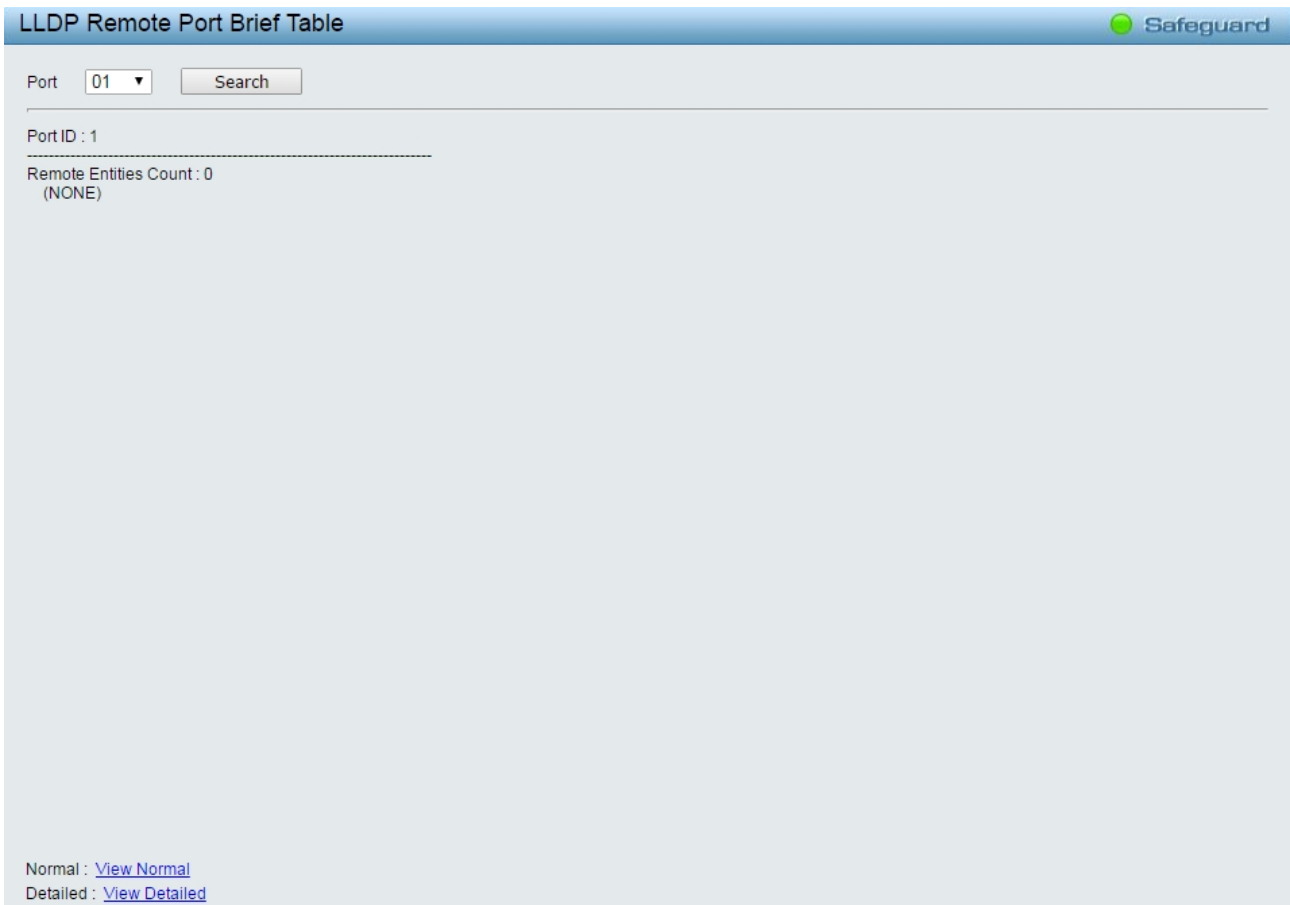 LLDP Remote Port Brief Table
Safeguard
Port 01 Search
Port ID : 1
--------------------------------------------------------------------------------
Remote Entities Count : 0
(NONE)
Normal : View Normal
Detailed : View Detailed